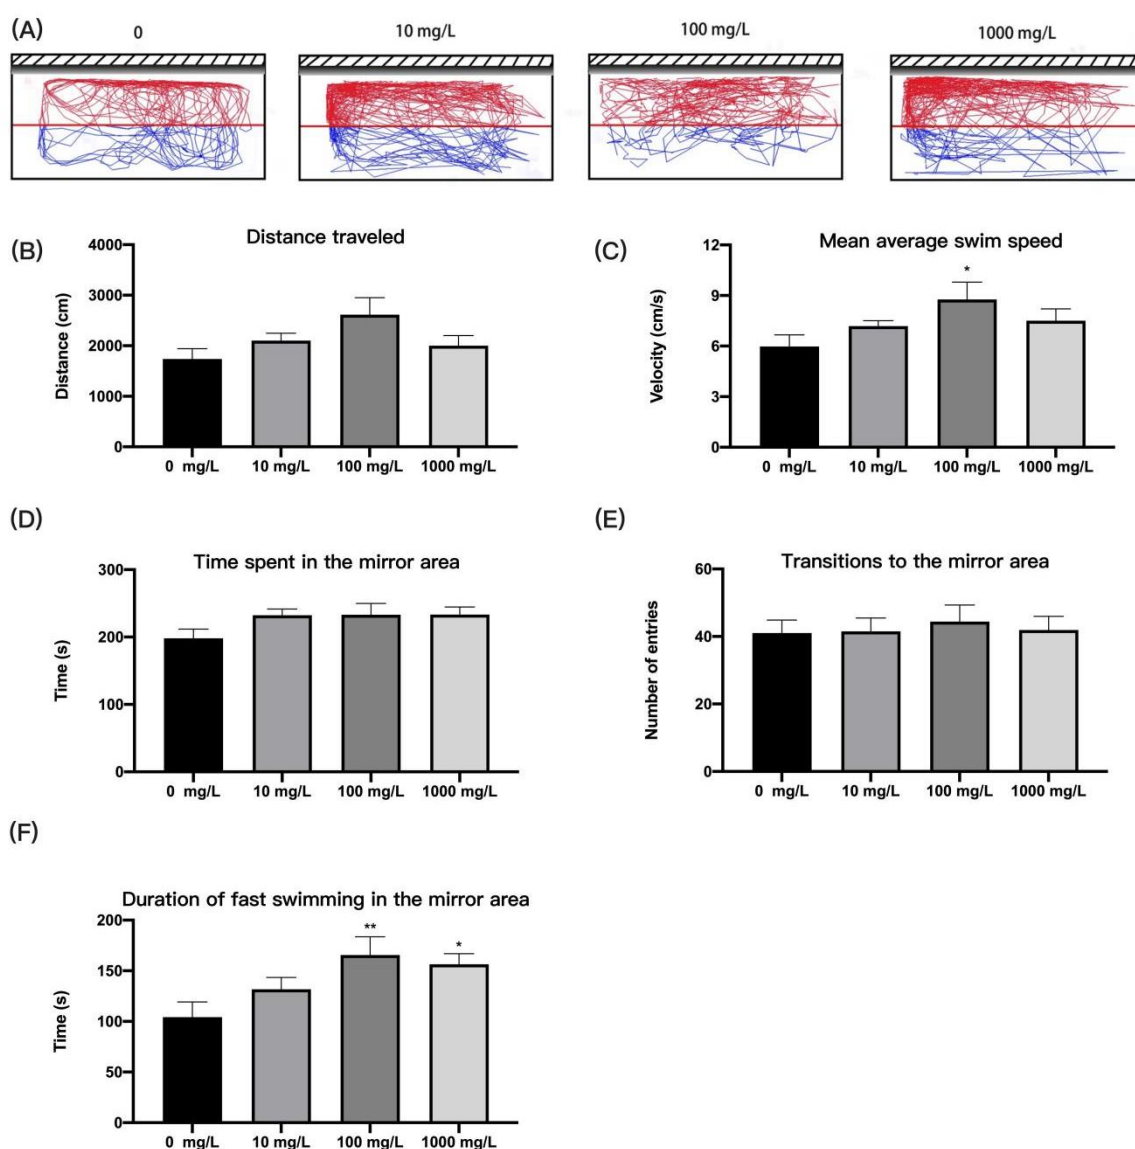 (A)
0
10 mg/L
100 mg/L
1000 mg/L
(B)
Distance traveled
4000
3000
2000
1000
0
Distance (cm)
0 mg/L
10 mg/L
100 mg/L
1000 mg/L
(C)
Mean average swim speed
12
9
6
3
0
Velocity (cm/s)
*
0 mg/L
10 mg/L
100 mg/L
1000 mg/L
(D)
Time spent in the mirror area
300
200
100
0
Time (s)
0 mg/L
10 mg/L
100 mg/L
1000 mg/L
(E)
Transitions to the mirror area
60
40
20
0
Number of entries
0 mg/L
10 mg/L
100 mg/L
1000 mg/L
(F)
Duration of fast swimming in the mirror area
200
150
100
50
0
Time (s)
**
*
0 mg/L
10 mg/L
100 mg/L
1000 mg/L